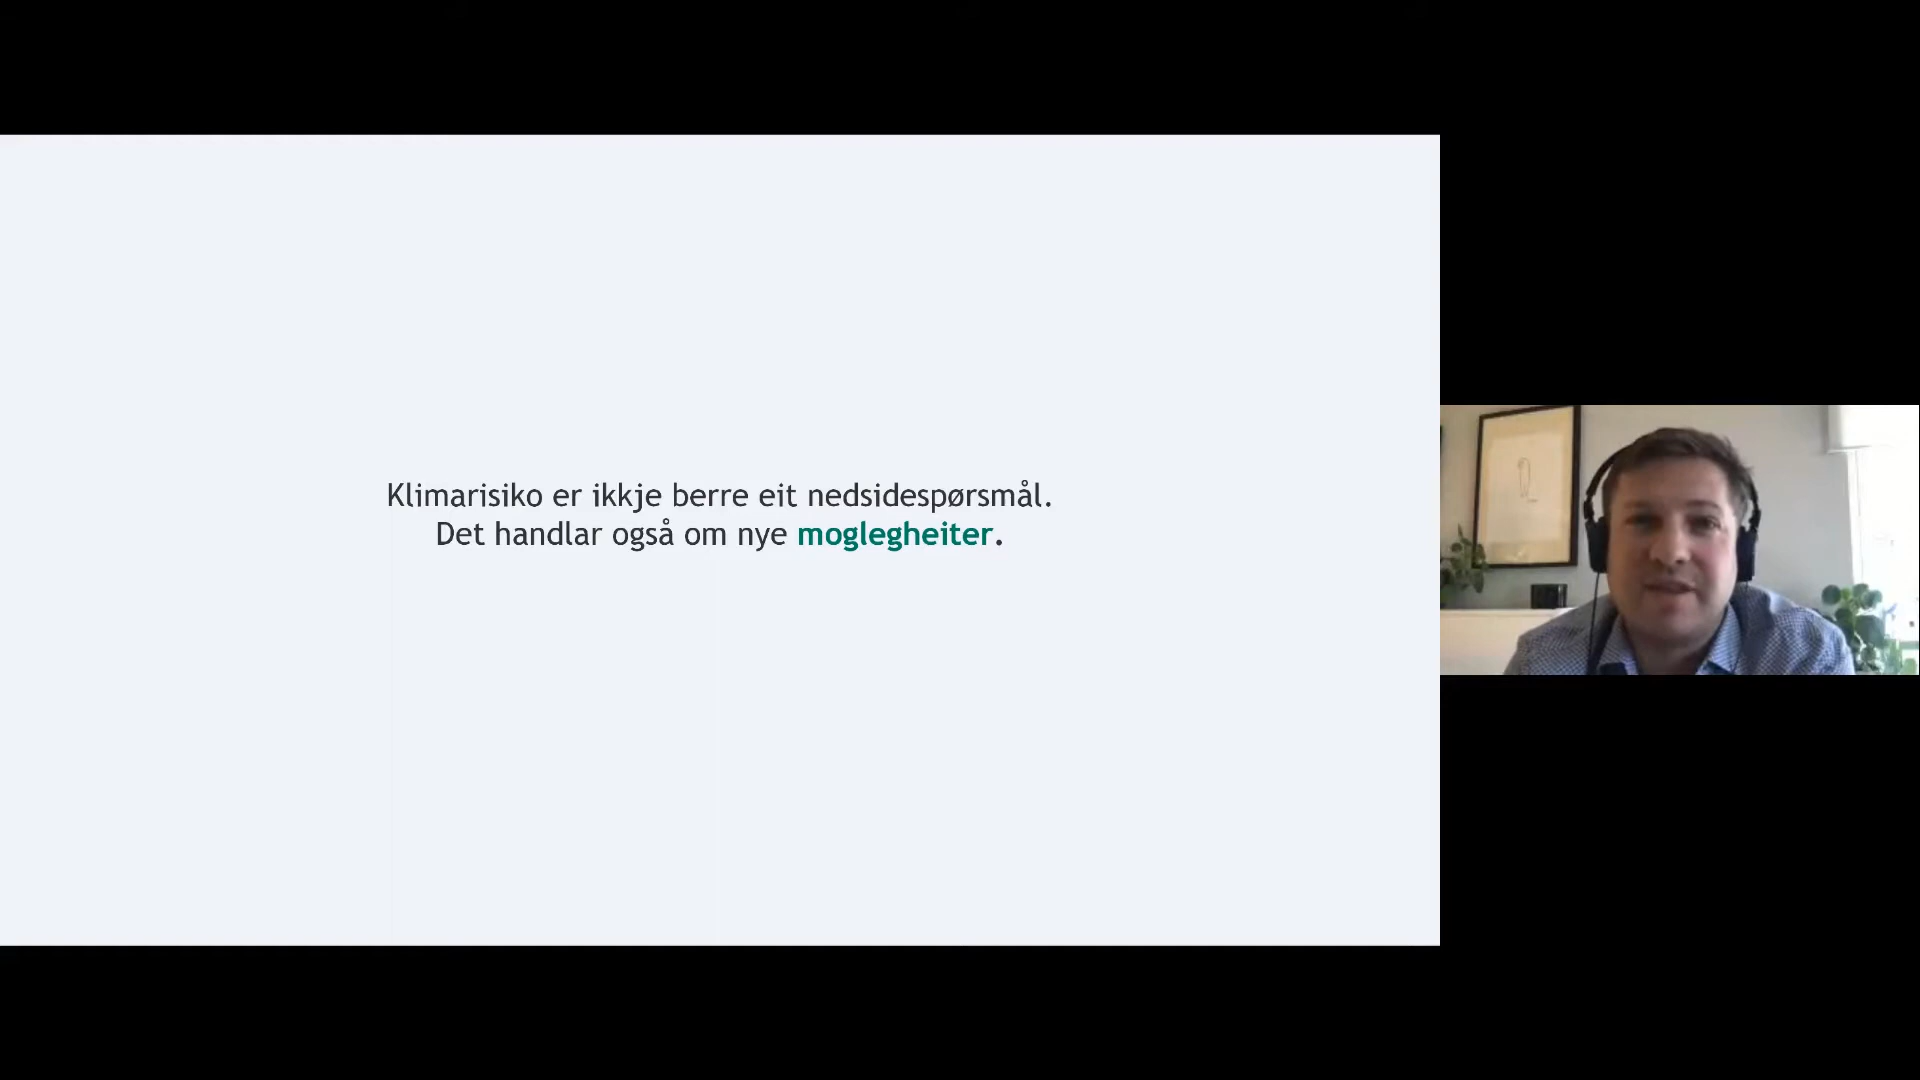 Klimarisiko er ikkje berre eit nedsidespørsmål.
Det handlar også om nye moglegheiter.